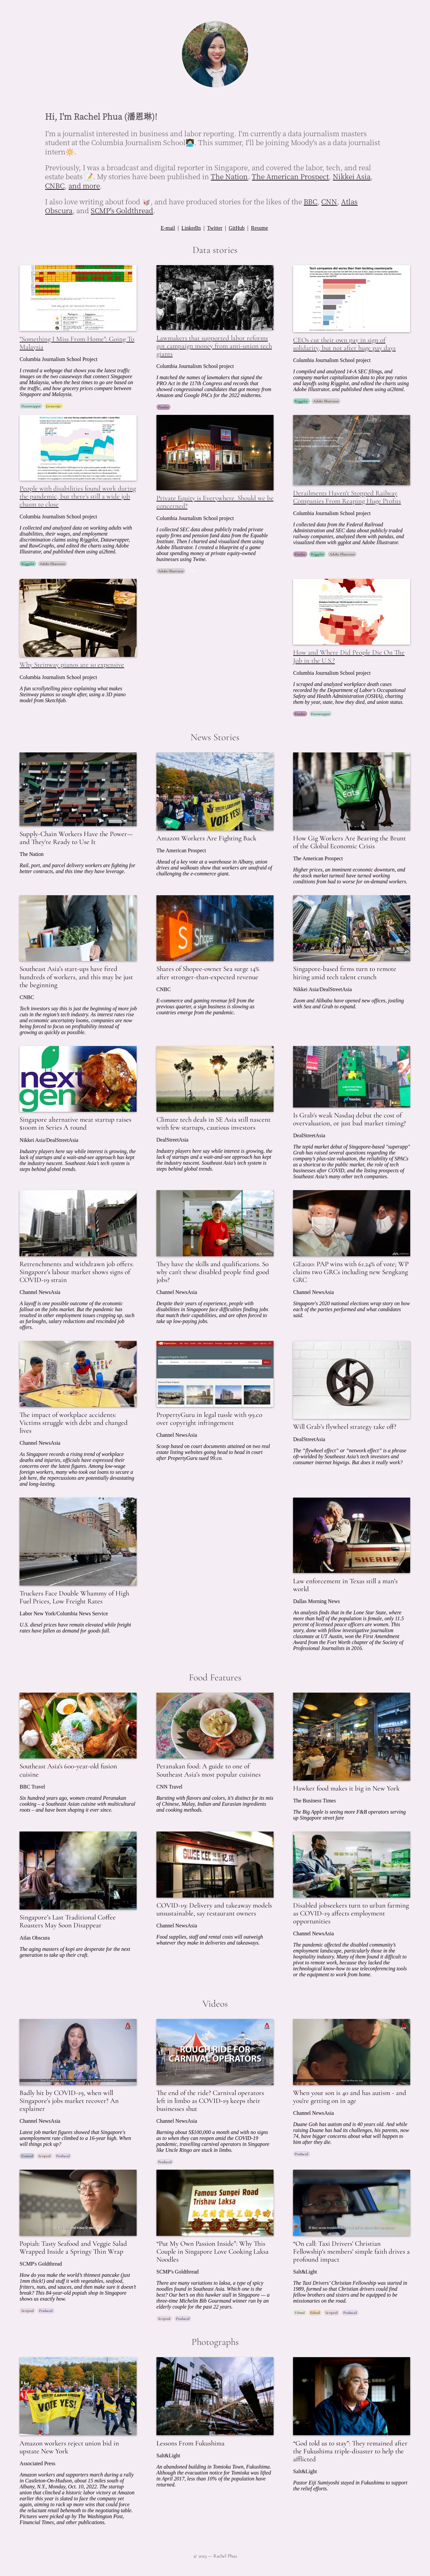 Hi, I'm Rachel Phua (潘恩琳)!
I'm a journalist interested in business and labor reporting. I'm currently a data journalism masters
student at the Columbia Journalism School👩🏻‍💻. This summer, I'll be joining Moody's as a data journalist
intern🔆.
Previously, I was a broadcast and digital reporter in Singapore, and covered the labor, tech, and real
estate beats 📝. My stories have been published in The Nation, The American Prospect, Nikkei Asia,
CNBC, and more.
I also love writing about food 🥡, and have produced stories for the likes of the BBC, CNN, Atlas
Obscura, and SCMP's Goldthread.
E-mail | LinkedIn | Twitter | GitHub | Resume
Data stories
"Something I Miss From Home": Going To
Malaysia
Columbia Journalism School Project
I created a webpage that shows you the latest traffic
images on the two causeways that connect Singapore
and Malaysia, when the best times to go are based on
the traffic, and how grocery prices compare between
Singapore and Malaysia.
Datawrapper Javascript
Lawmakers that supported labor reforms
got campaign money from anti-union tech
giants
Columbia Journalism School project
I matched the names of lawmakers that signed the
PRO Act in the 117th Congress and records that
showed congressional candidates that got money from
Amazon and Google PACs for the 2022 midterms.
Pandas
CEOs cut their own pay in sign of
solidarity, but not after huge pay days
Columbia Journalism School project
I compiled and analyzed 14-A SEC filings, and
company market capitalization data to find pay ratios
and layoffs using R/ggplot, and edited the charts using
Adobe Illustrator, and published them using ai2html.
R/ggplot Adobe Illustrator
People with disabilities found work during
the pandemic, but there's still a wide job
chasm to close
Columbia Journalism School project
I collected and analyzed data on working adults with
disabilities, their wages, and employment
discrimination claims using R/ggplot, Datawrapper,
and RawGraphs, edited the charts using Adobe
Illustrator, and published them using ai2html.
R/ggplot Adobe Illustrator
Private Equity is Everywhere. Should we be
concerned?
Columbia Journalism School project
I collected SEC data about publicly traded private
equity firms and pension fund data from the Equable
Institute. I then charted and visualized them using
Adobe Illustrator. I created a blueprint of a game
about spending money at private equity-owned
businesses using Twine.
Adobe Illustrator
Derailments Haven't Stopped Railway
Companies From Reaping Huge Profits
Columbia Journalism School project
I collected data from the Federal Railroad
Administration and SEC data about publicly traded
railway companies, analyzed them with pandas, and
visualized them with ggplot and Adobe Illustrator.
Pandas R/ggplot Adobe Illustrator
Why Steinway pianos are so expensive
Columbia Journalism School project
A fun scrollytelling piece explaining what makes
Steinway pianos so sought after, using a 3D piano
model from Sketchfab.
How and Where Did People Die On The
Job in the U.S.?
Columbia Journalism School project
I scraped and analyzed workplace death cases
recorded by the Department of Labor's Occupational
Safety and Health Administration (OSHA), charting
them by year, state, how they died, and union status.
Pandas Datawrapper
News Stories
Supply-Chain Workers Have the Power—
and They're Ready to Use It
The Nation
Rail, port, and parcel delivery workers are fighting for
better contracts, and this time they have leverage.
Amazon Workers Are Fighting Back
The American Prospect
Ahead of a key vote at a warehouse in Albany, union
drives and walkouts show that workers are unafraid of
challenging the e-commerce grant.
How Gig Workers Are Bearing the Brunt
of the Global Economic Crisis
The American Prospect
Higher prices, an imminent economic downturn, and
the stock market turmoil have turned working
conditions from bad to worse for on-demand workers.
Southeast Asia's start-ups have fired
hundreds of workers, and this may be just
the beginning
CNBC
Tech investors say this is just the beginning of more job
cuts in the region's tech industry. As interest rates rise
and economic uncertainty looms, companies are now
being forced to focus on profitability instead of
growing as quickly as possible.
Shares of Shopee-owner Sea surge 14%
after stronger-than-expected revenue
CNBC
E-commerce and gaming revenue fell from the
previous quarter, a sign business is slowing as
countries emerge from the pandemic.
Singapore-based firms turn to remote
hiring amid tech talent crunch
Nikkei Asia/DealStreetAsia
Zoom and Alibaba have opened new offices, jostling
with Sea and Grab to expand.
Singapore alternative meat startup raises
$100m in Series A round
Nikkei Asia/DealStreetAsia
Industry players here say while interest is growing, the
lack of startups and a wait-and-see approach has kept
the industry nascent. Southeast Asia's tech system is
steps behind global trends.
Climate tech deals in SE Asia still nascent
with few startups, cautious investors
DealStreetAsia
Industry players here say while interest is growing, the
lack of startups and a wait-and-see approach has kept
the industry nascent. Southeast Asia's tech system is
steps behind global trends.
Is Grab's weak Nasdaq debut the cost of
overvaluation, or just bad market timing?
DealStreetAsia
The tepid market debut of Singapore-based "superapp"
Grab has raised several questions regarding the
company's plus-size valuation, the reliability of SPACs
as a shortcut to the public market, the role of tech
businesses after COVID, and the listing prospects of
Southeast Asia's many other tech companies.
Retrenchments and withdrawn job offers:
Singapore's labour market shows signs of
COVID-19 strain
Channel NewsAsia
A layoff is one possible outcome of the economic
fallout on the job market. But the pandemic has
resulted in other employment issues cropping up, such
as furloughs, salary reductions and rescinded job
offers.
They have the skills and qualifications. So
why can't these disabled people find good
jobs?
Channel NewsAsia
Despite their years of experience, people with
disabilities in Singapore face difficulties finding jobs
that match their capabilities, and are often forced to
take up low-paying jobs.
GE2020: PAP wins with 61.24% of vote; WP
claims two GRCs including new Sengkang
GRC
Channel NewsAsia
Singapore's 2020 national elections wrap story on how
each of the parties performed and what candidates
said.
The impact of workplace accidents:
Victims struggle with debt and changed
lives
Channel NewsAsia
As Singapore records a rising trend of workplace
deaths and injuries, officials have expressed their
concerns over the latest figures. Among low-wage
foreign workers, many who took out loans to secure a
job here, the repercussions are potentially devastating
and long-lasting.
PropertyGuru in legal tussle with 99.co
over copyright infringement
Channel NewsAsia
Scoop based on court documents attained on two real
estate listing websites going head to head in court
after PropertyGuru sued 99.co.
Will Grab's flywheel strategy take off?
DealStreetAsia
The "flywheel effect" or "network effect" is a phrase
oft-wielded by Southeast Asia's tech investors and
consumer internet bigwigs. But does it really work?
Truckers Face Double Whammy of High
Fuel Prices, Low Freight Rates
Labor New York/Columbia News Service
U.S. diesel prices have remain elevated while freight
rates have fallen as demand for goods fall.
Law enforcement in Texas still a man's
world
Dallas Morning News
An analysis finds that in the Lone Star State, where
more than half of the population is female, only 11.5
percent of licensed peace officers are women. This
story, done with fellow investigative journalism
classmate at UT Austin, won the First Amendment
Award from the Fort Worth chapter of the Society of
Professional Journalists in 2016.
Food Features
Southeast Asia's 600-year-old fusion
cuisine
BBC Travel
Six hundred years ago, women created Peranakan
cooking – a Southeast Asian cuisine with multicultural
roots – and have been shaping it ever since.
Peranakan food: A guide to one of
Southeast Asia's most popular cuisines
CNN Travel
Bursting with flavors and colors, it's distinct for its mix
of Chinese, Malay, Indian and Eurasian ingredients
and cooking methods.
Hawker food makes it big in New York
The Business Times
The Big Apple is seeing more F&B operators serving
up Singapore street fare
Singapore's Last Traditional Coffee
Roasters May Soon Disappear
Atlas Obscura
The aging masters of kopi are desperate for the next
generation to take up their craft.
COVID-19: Delivery and takeaway models
unsustainable, say restaurant owners
Channel NewsAsia
Food supplies, staff and rental costs will outweigh
whatever they make in deliveries and takeaways.
Disabled jobseekers turn to urban farming
as COVID-19 affects employment
opportunities
Channel NewsAsia
The pandemic affected the disabled community's
employment landscape, particularly those in the
hospitality industry. Many of them found it difficult to
pivot to remote work, because they lacked the
technological know-how to use teleconferencing tools
or the equipment to work from home.
Videos
Badly hit by COVID-19, when will
Singapore's jobs market recover? An
explainer
Channel NewsAsia
Latest job market figures showed that Singapore's
unemployment rate climbed to a 16-year high. When
will things pick up?
Scripted Produced
ROUGH RIDE FOR
CARNIVAL OPERATORS
The end of the ride? Carnival operators
left in limbo as COVID-19 keeps their
businesses shut
Channel NewsAsia
Burning about S$100,000 a month and with no signs
as to when they can reopen amid the COVID-19
pandemic, traveling carnival operators in Singapore
like Uncle Ringo are stuck in limbo.
Produced
When your son is 40 and has autism - and
you're getting on in age
Channel NewsAsia
Duane Goh has autism and is 40 years old. And while
raising Duane has had its challenges, his parents, now
74, have bigger concerns about what will happen to
him after they die.
Produced
Popiah: Tasty Seafood and Veggie Salad
Wrapped Inside a Springy Thin Wrap
SCMP's Goldthread
How do you make the world's thinnest pancake (just
1mm thick!) and stuff it with vegetables, seafood,
fritters, nuts, and sauces, and then make sure it doesn't
break? This 84-year-old popiah shop in Singapore
shows us exactly how.
Scripted Produced
Famous Sungei Road
Trishaw Laksa
"Put My Own Passion Inside": Why This
Couple in Singapore Love Cooking Laksa
Noodles
SCMP's Goldthread
There are many variations to laksa, a type of spicy
noodles found in Southeast Asia. Which one is the
best? Our bet's on this hawker stall in Singapore — a
three-time Michelin Bib Gourmand winner run by an
elderly couple for the past 22 years.
Scripted Produced
"On call: Taxi Drivers' Christian
Fellowship's members' simple faith drives a
profound impact
Salt&Light
The Taxi Drivers' Christian Fellowship was started in
1989, formed so that Christian drivers could find
fellow brothers and sisters and be equipped to be
missionaries on the road.
Filmed Edited Scripted Produced
Photographs
Amazon workers reject union bid in
upstate New York
Associated Press
Amazon workers and supporters march during a rally
in Castleton-On-Hudson, about 15 miles south of
Albany, N.Y., Monday, Oct. 10, 2022. The startup
union that clinched a historic labor victory at Amazon
earlier this year is slated to face the company yet
again, aiming to rack up more wins that could force
the reluctant retail behemoth to the negotiating table.
Pictures were picked up by The Washington Post,
Financial Times, and other publications.
Lessons From Fukushima
Salt&Light
An abandoned building in Tomioka Town, Fukushima.
Although the evacuation notice for Tomioka was lifted
in April 2017, less than 10% of the population have
returned.
"God told us to stay": They remained after
the Fukushima triple-disaster to help the
afflicted
Salt&Light
Pastor Eiji Sumiyoshi stayed in Fukushima to support
the relief efforts.
© 2023 — Rachel Phua